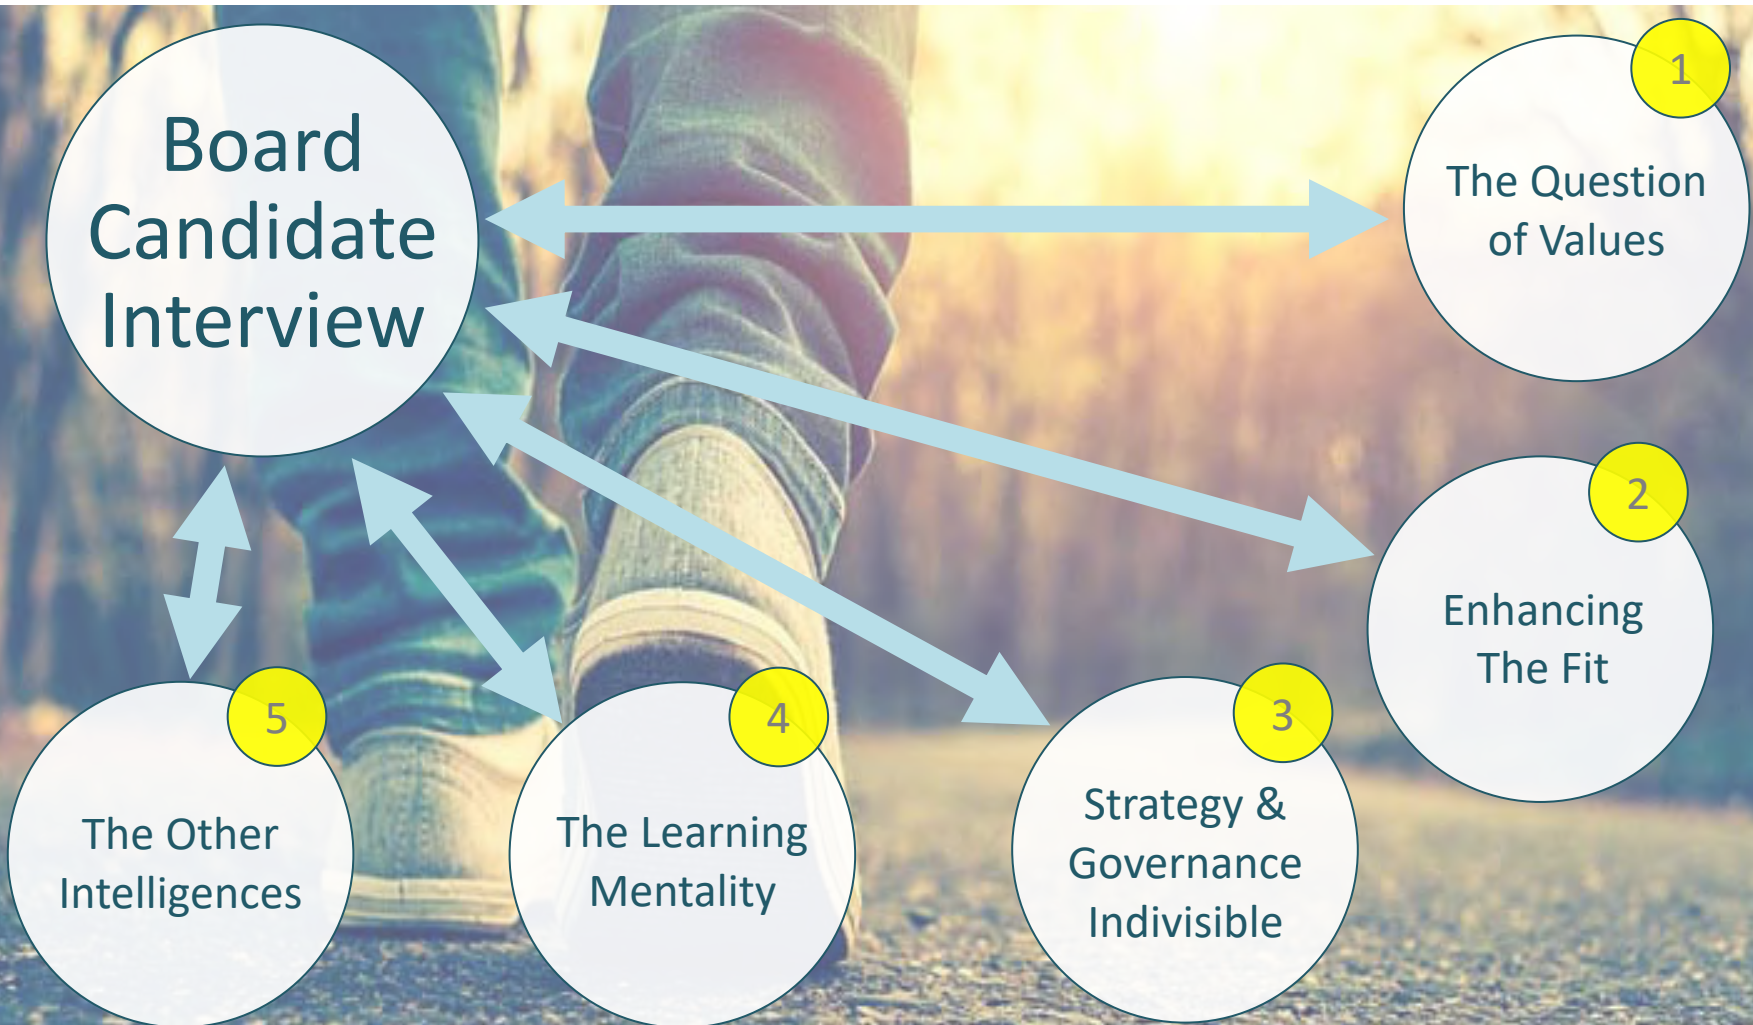 Board
Candidate
Interview
1
The Question
of Values
2
Enhancing
The Fit
3
Strategy &
Governance
Indivisible
4
The Learning
Mentality
5
The Other
Intelligences